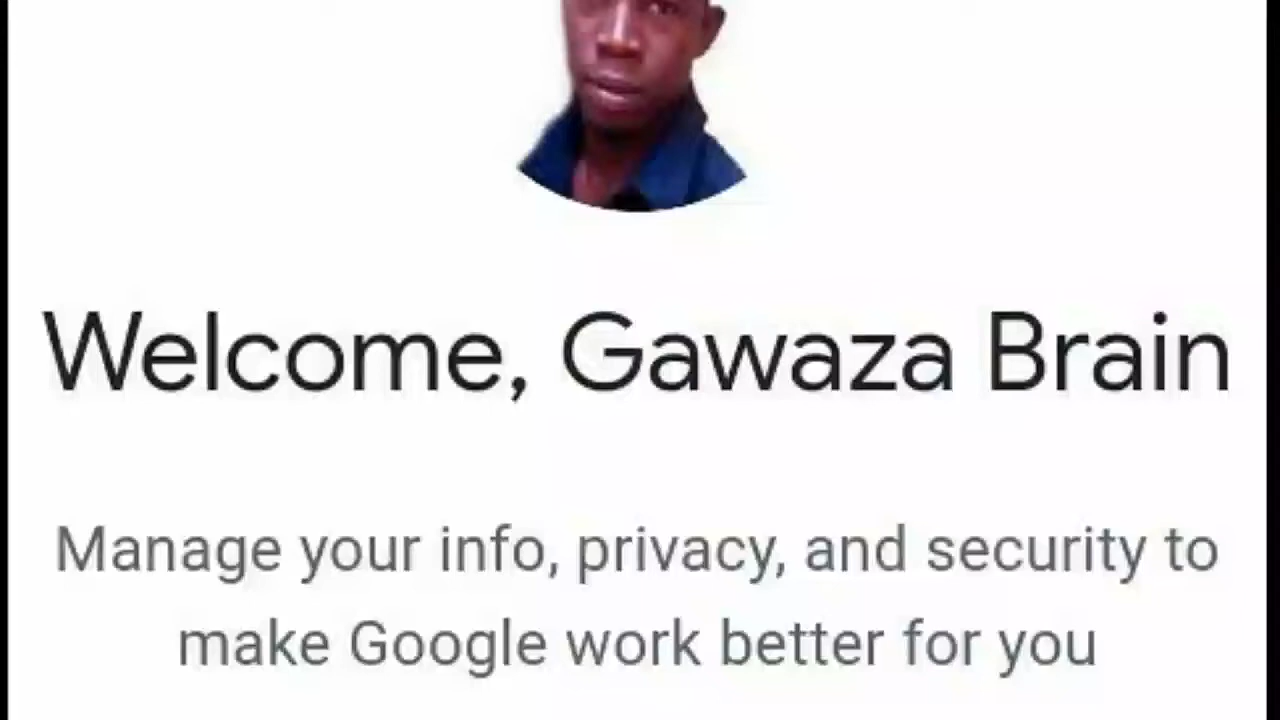 Welcome, Gawaza Brain
Manage your info, privacy, and security to
make Google work better for you